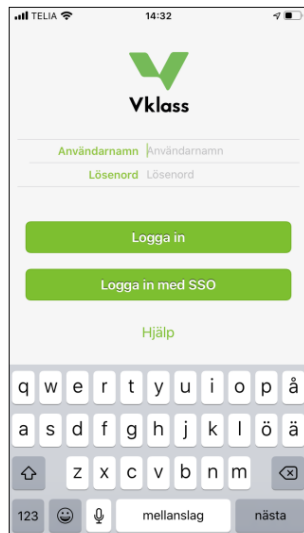 TELIA 14:32
Vklass
Användarnamn Användarnamn
Lösenord Lösenord
Logga in
Logga in med SSO
Hjälp
q w e r t y u i o p å
a s d f g h j k l ö ä
z x c v b n m
123 mellanslag nästa